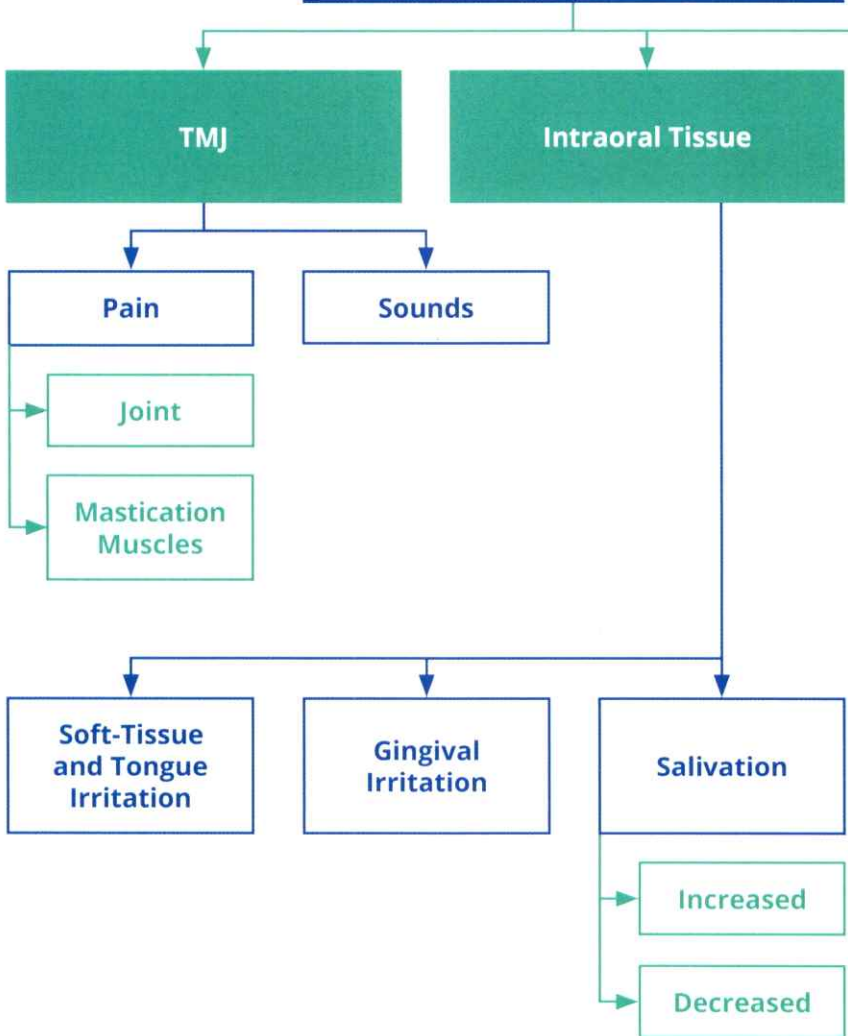 TMJ
Intraoral Tissue
Pain
Sounds
Joint
Mastication
Muscles
Soft-Tissue
and Tongue
Irritation
Gingival
Irritation
Salivation
Increased
Decreased